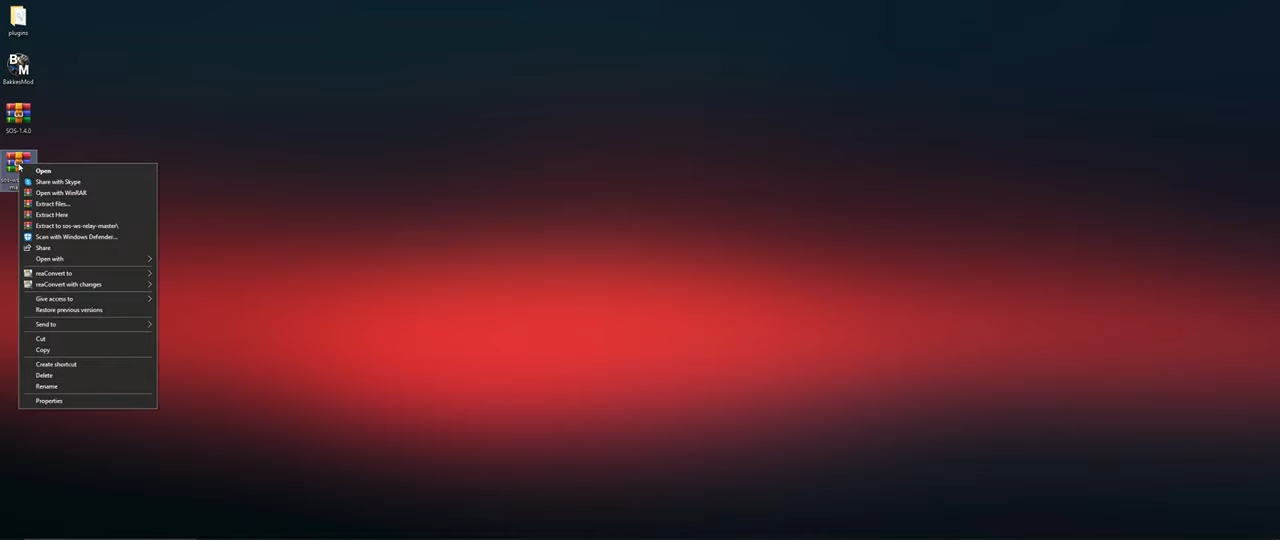 plugins
BakkesMod
SOS-1.4.0
Open
Share with Skype
Open with WinRAR
Extract files...
Extract Here
Extract to sos-ws-relay-master\
Scan with Windows Defender...
Share
Open with
reaConvert to
reaConvert with changes
Give access to
Restore previous versions
Send to
Cut
Copy
Create shortcut
Delete
Rename
Properties